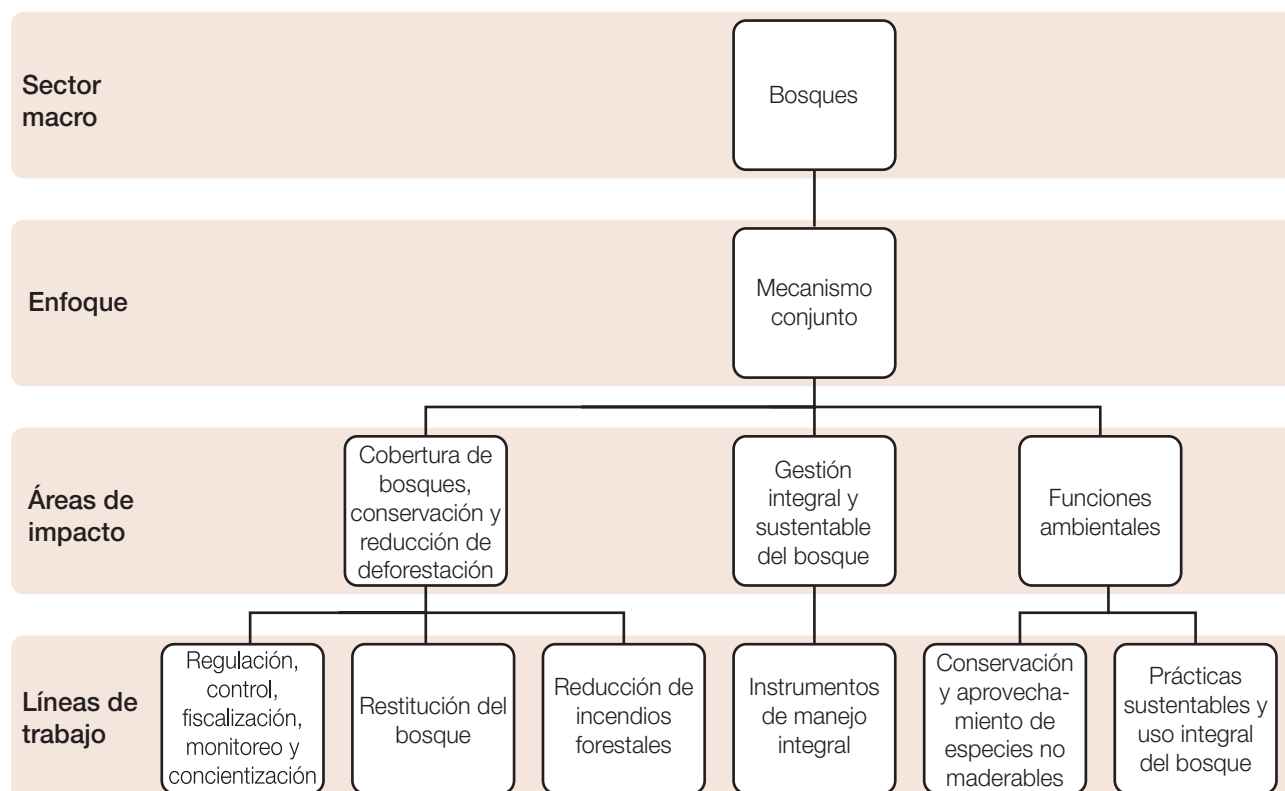 Sector
macro
Bosques
Enfoque
Mecanismo
conjunto
Áreas de
impacto
Cobertura de
bosques,
conservación y
reducción de
deforestación
Gestión
integral y
sustentable
del bosque
Funciones
ambientales
Líneas de
trabajo
Regulación,
control,
fiscalización,
monitoreo y
concientización
Restitución del
bosque
Reducción de
incendios
forestales
Instrumentos
de manejo
integral
Conservación
y aprovecha-
miento de
especies no
maderables
Prácticas
sustentables y
uso integral
del bosque